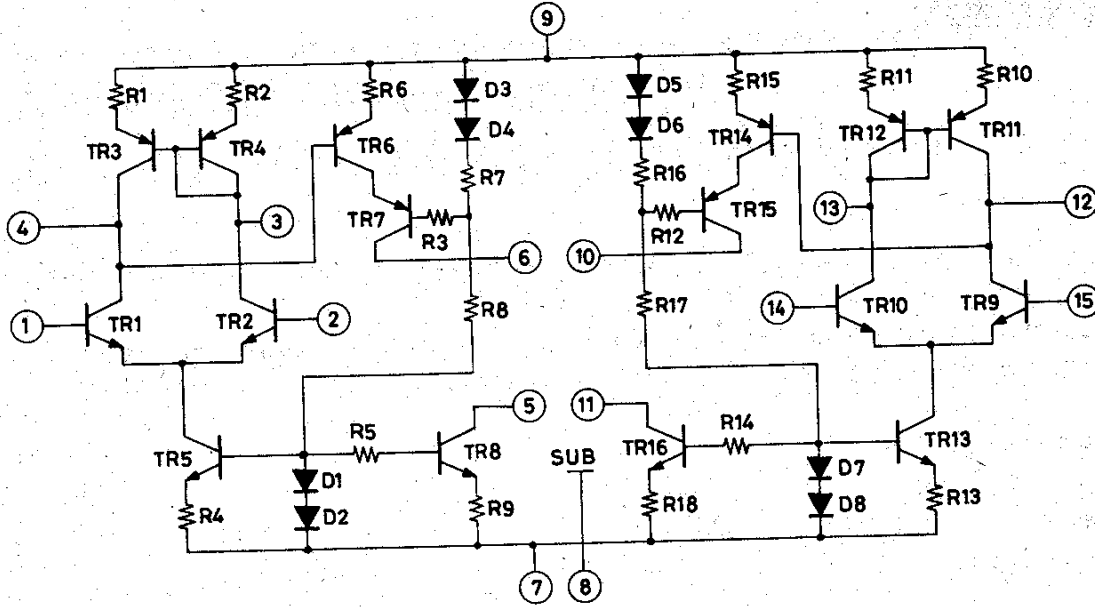 9
R1 R2 R6 D3 D5 R15 R11 R10
TR3 TR4 TR6 D4 D6 TR14 TR12 TR11
R7 R16
4 3 TR7 R3 R12 TR15 13 12
6 10
1 TR1 TR2 2 R8 R17 14 TR10 TR9 15
5 11
TR5 R5 TR8 SUB TR16 R14 TR13
D1 D7
R4 D2 R9 R18 D8 R13
7 8